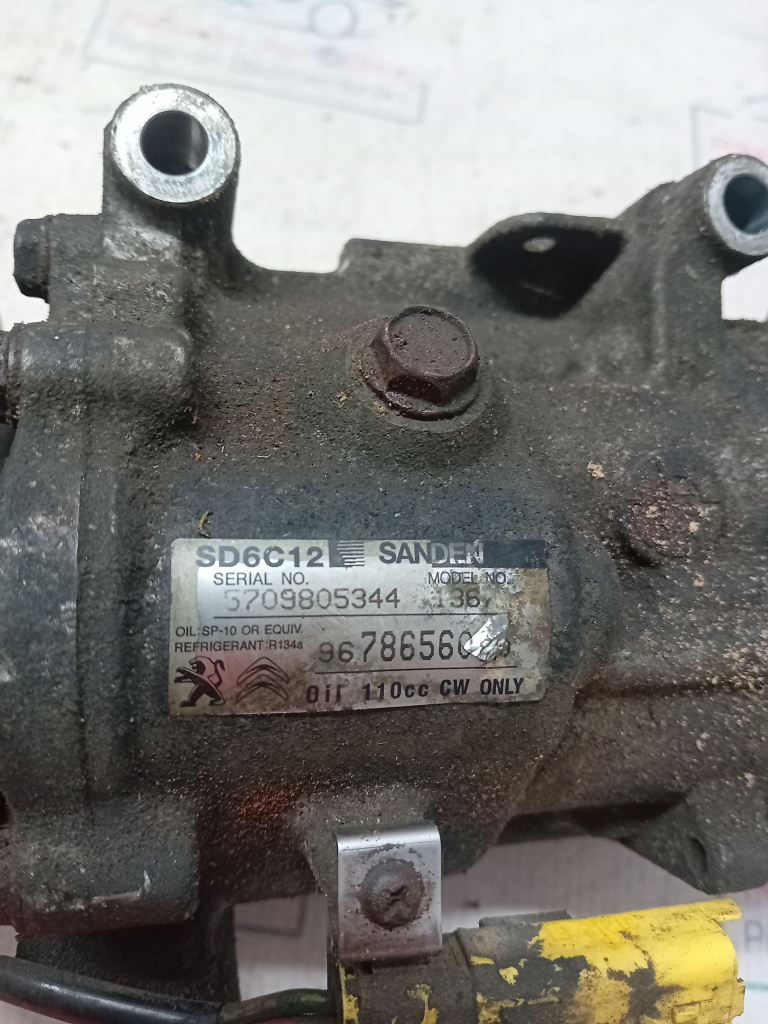 SD6C12 SANDEN
SERIAL NO. MODEL NO.
5709805344
OIL:SP-10 OR EQUIV.
REFRIGERANT:R134a
Oil 110cc CW ONLY